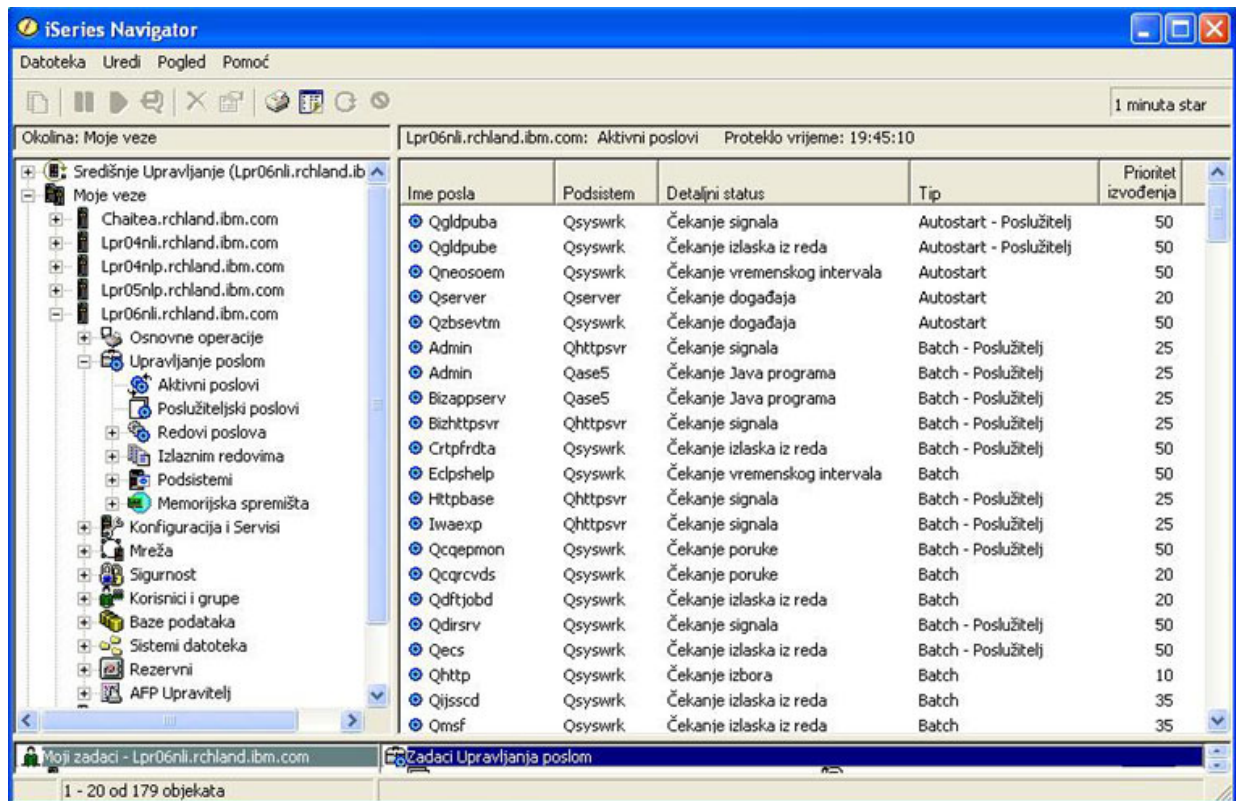 iSeries Navigator
Datoteka Uredi Pogled Pomoć
1 minuta star
Okolina: Moje veze
Lpr06nli.rchland.ibm.com: Aktivni poslovi Proteklo vrijeme: 19:45:10
Središnje Upravljanje (Lpr06nli.rchland.ib
Moje veze
Chaitea.rchland.ibm.com
Lpr04nli.rchland.ibm.com
Lpr04nlp.rchland.ibm.com
Lpr05nlp.rchland.ibm.com
Lpr06nli.rchland.ibm.com
Osnovne operacije
Upravljanje poslom
Aktivni poslovi
Poslužiteljski poslovi
Redovi poslova
Izlaznim redovima
Podsistemi
Memorijska spremišta
Konfiguracija i Servisi
Mreža
Sigurnost
Korisnici i grupe
Baze podataka
Sistemi datoteka
Rezervni
AFP Upravitelj
Ime posla Podsistem Detaljni status Tip Prioritet izvođenja
Qgldpuba Qsyswrk Čekanje signala Autostart - Poslužitelj 50
Qgldpube Qsyswrk Čekanje izlaska iz reda Autostart - Poslužitelj 50
Qneosoem Qsyswrk Čekanje vremenskog intervala Autostart 50
Qserver Qserver Čekanje događaja Autostart 20
Qzbsevtm Qsyswrk Čekanje događaja Autostart 50
Admin Qhttpsvr Čekanje signala Batch - Poslužitelj 25
Admin Qase5 Čekanje Java programa Batch - Poslužitelj 25
Bizappserv Qase5 Čekanje Java programa Batch - Poslužitelj 25
Bizhttpsvr Qhttpsvr Čekanje signala Batch - Poslužitelj 25
Crtpfrdta Qsyswrk Čekanje izlaska iz reda Batch - Poslužitelj 50
Eclpshelp Qsyswrk Čekanje vremenskog intervala Batch 50
Httpbase Qhttpsvr Čekanje signala Batch - Poslužitelj 25
Iwaexp Qhttpsvr Čekanje signala Batch - Poslužitelj 25
Qcqepmon Qsyswrk Čekanje poruke Batch - Poslužitelj 50
Qcqrcvds Qsyswrk Čekanje poruke Batch 20
Qdftjobd Qsyswrk Čekanje izlaska iz reda Batch 20
Qdirsrv Qsyswrk Čekanje signala Batch - Poslužitelj 50
Qecs Qsyswrk Čekanje izlaska iz reda Batch - Poslužitelj 50
Qhttp Qsyswrk Čekanje izbora Batch 10
Qijsscd Qsyswrk Čekanje izlaska iz reda Batch 35
Qmsf Qsyswrk Čekanje izlaska iz reda Batch 35
Moji zadaci - Lpr06nli.rchland.ibm.com
Zadaci Upravljanja poslom
1 - 20 od 179 objekata